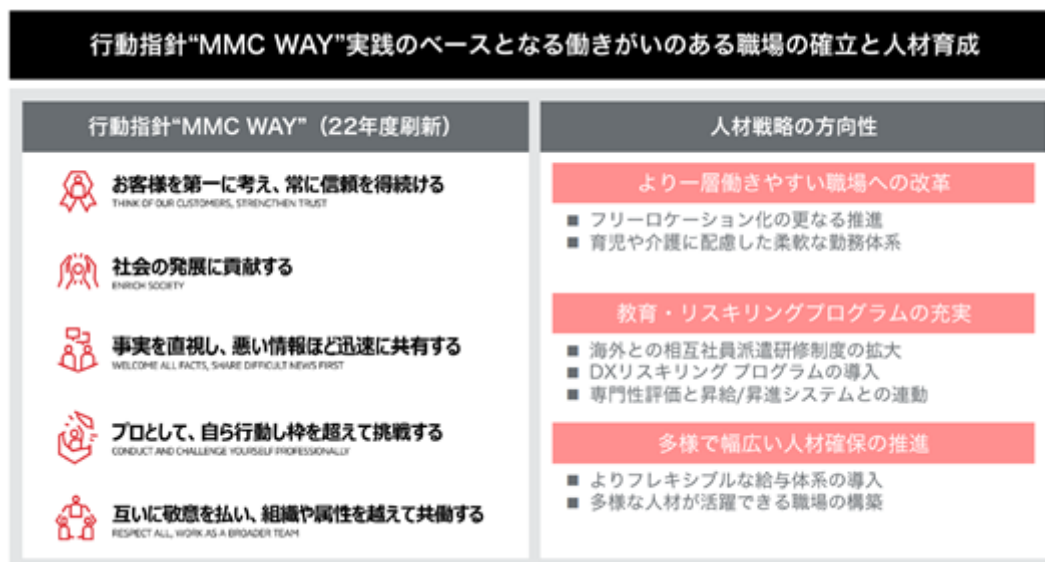 行動指針“MMC WAY”実践のベースとなる働きがいのある職場の確立と人材育成
行動指針“MMC WAY”（22年度刷新）
お客様を第一に考え、常に信頼を得続ける
THINK OF OUR CUSTOMERS, STRENGTHEN TRUST
社会の発展に貢献する
ENRICH SOCIETY
事実を直視し、悪い情報ほど迅速に共有する
WELCOME ALL FACTS, SHARE DIFFICULT NEWS FIRST
プロとして、自ら行動し枠を超えて挑戦する
CONDUCT AND CHALLENGE YOURSELF PROFESSIONALLY
互いに敬意を払い、組織や属性を越えて共働する
RESPECT ALL, WORK AS A BROADER TEAM
人材戦略の方向性
より一層働きやすい職場への改革
■ フリーロケーション化の更なる推進
■ 育児や介護に配慮した柔軟な勤務体系
教育・リスキリングプログラムの充実
■ 海外との相互社員派遣研修制度の拡大
■ DXリスキリング プログラムの導入
■ 専門性評価と昇給/昇進システムとの連動
多様で幅広い人材確保の推進
■ よりフレキシブルな給与体系の導入
■ 多様な人材が活躍できる職場の構築